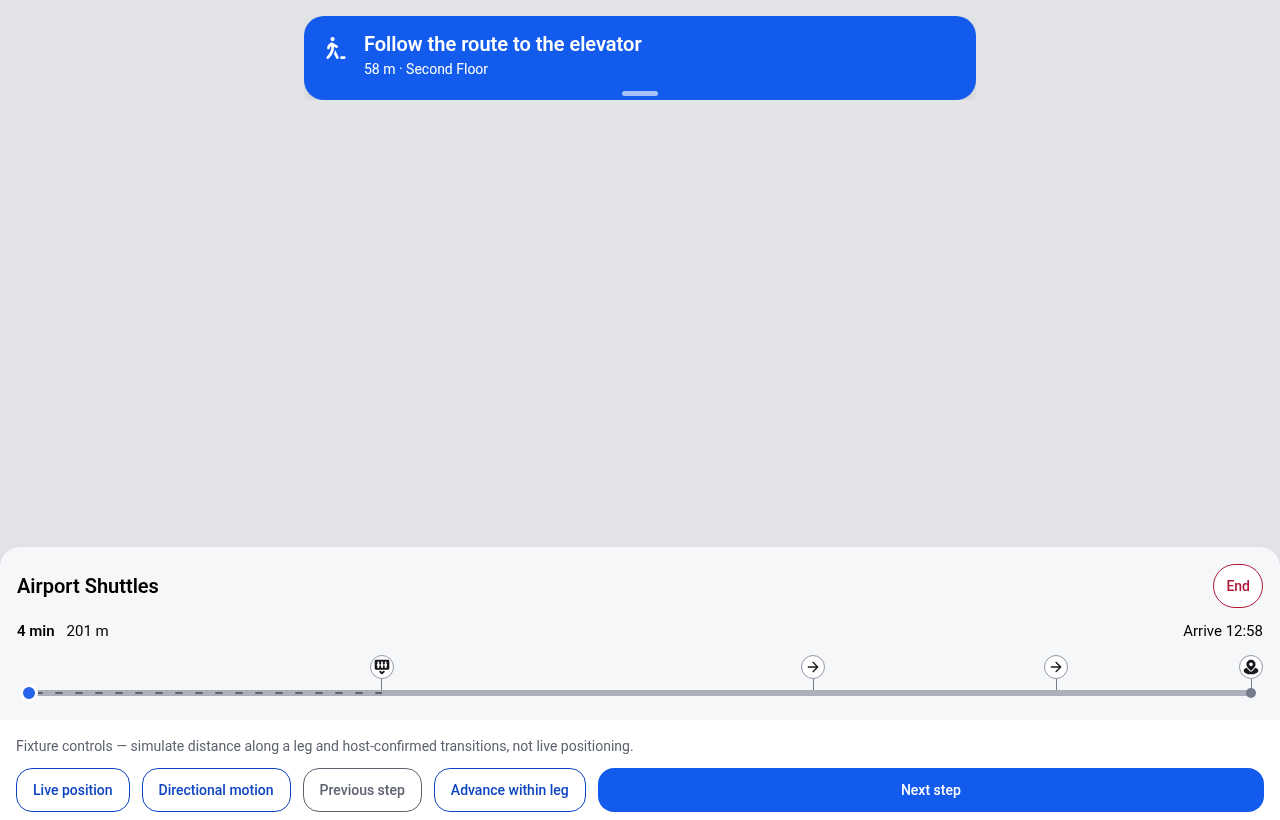 Follow the route to the elevator
58 m · Second Floor
Airport Shuttles
End
4 min 201 m
Arrive 12:58
Fixture controls — simulate distance along a leg and host-confirmed transitions, not live positioning.
Live position
Directional motion
Previous step
Advance within leg
Next step